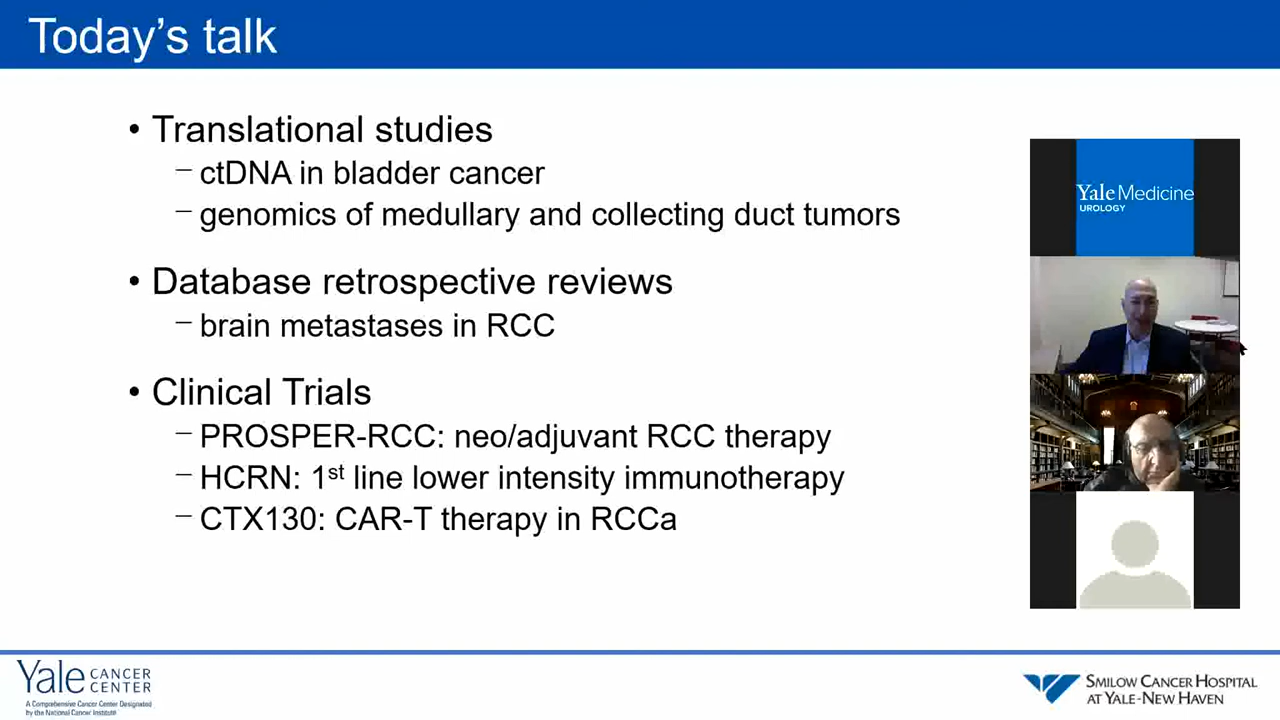 Today’s talk
• Translational studies
– ctDNA in bladder cancer
– genomics of medullary and collecting duct tumors
• Database retrospective reviews
– brain metastases in RCC
• Clinical Trials
– PROSPER-RCC: neo/adjuvant RCC therapy
– HCRN: 1st line lower intensity immunotherapy
– CTX130: CAR-T therapy in RCCa
Yale Medicine
UROLOGY
Yale CANCER CENTER
A Comprehensive Cancer Center Designated
by the National Cancer Institute
SMILOW CANCER HOSPITAL
AT YALE-NEW HAVEN